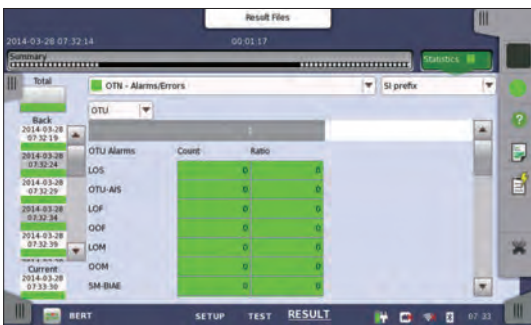 Result Files
2014-03-28 07:32:14 00:01:17
Summary Statistics
Total OTN - Alarms/Errors SI prefix
OTU
Back
2014-03-28
07:32:19
1
2014-03-28
07:32:24
OTU Alarms Count Ratio
LOS 0 0
2014-03-28
07:32:29
OTU-AIS 0 0
2014-03-28
07:32:34
LOF 0 0
OOF 0 0
2014-03-28
07:32:39
LOM 0 0
Current
OOM 0 0
2014-03-28
07:33:30
SM-BIAE 0 0
BERT SETUP TEST RESULT 07:33